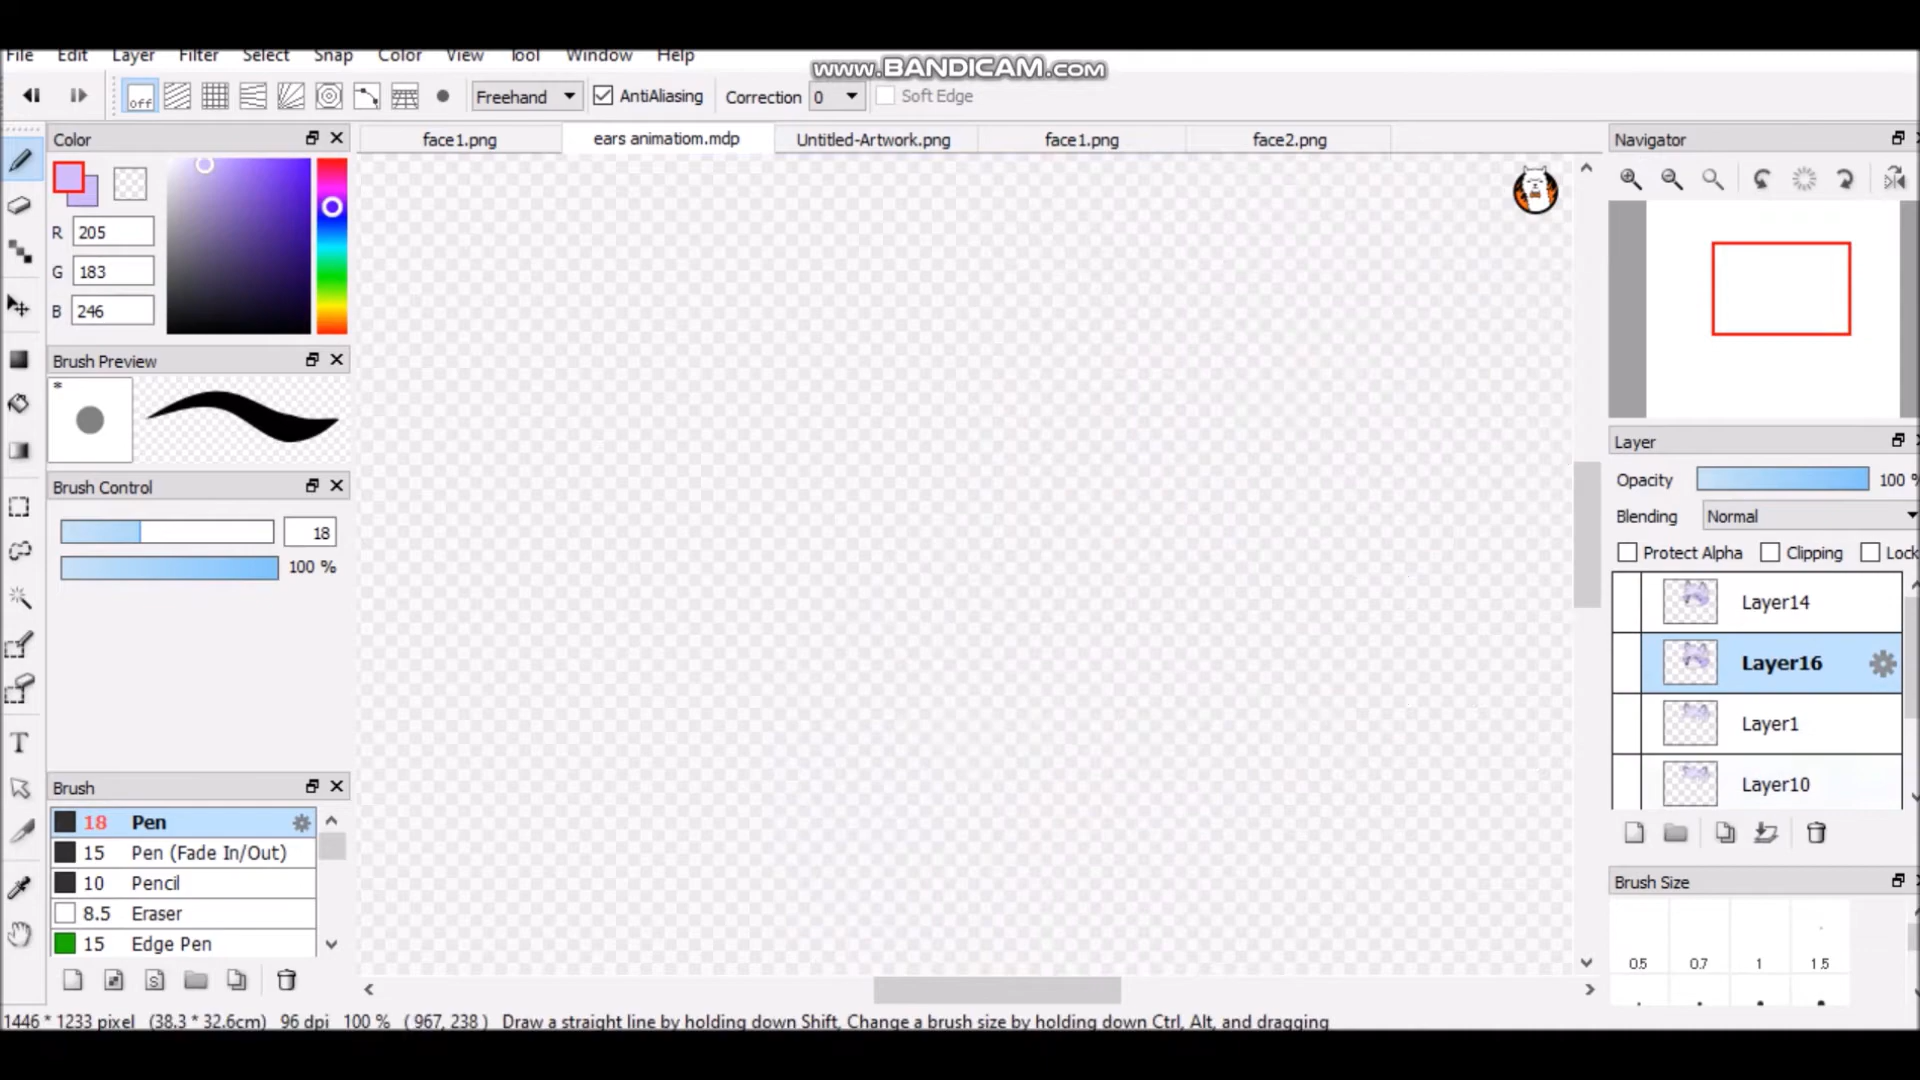 File Edit Layer Filter Select Snap Color View Tool Window Help
www.BANDICAM.com
off Freehand AntiAliasing Correction 0 Soft Edge
Color
face1.png ears animatiom.mdp Untitled-Artwork.png face1.png face2.png
Navigator
R 205
G 183
B 246
Brush Preview
*
Brush Control
18
100 %
Brush
18 Pen
15 Pen (Fade In/Out)
10 Pencil
8.5 Eraser
15 Edge Pen
Layer
Opacity 100 %
Blending Normal
Protect Alpha Clipping Lock
Layer14
Layer16
Layer1
Layer10
Brush Size
0.5 0.7 1 1.5
1446 * 1233 pixel (38.3 * 32.6cm) 96 dpi 100 % ( 967, 238 ) Draw a straight line by holding down Shift, Change a brush size by holding down Ctrl, Alt, and dragging